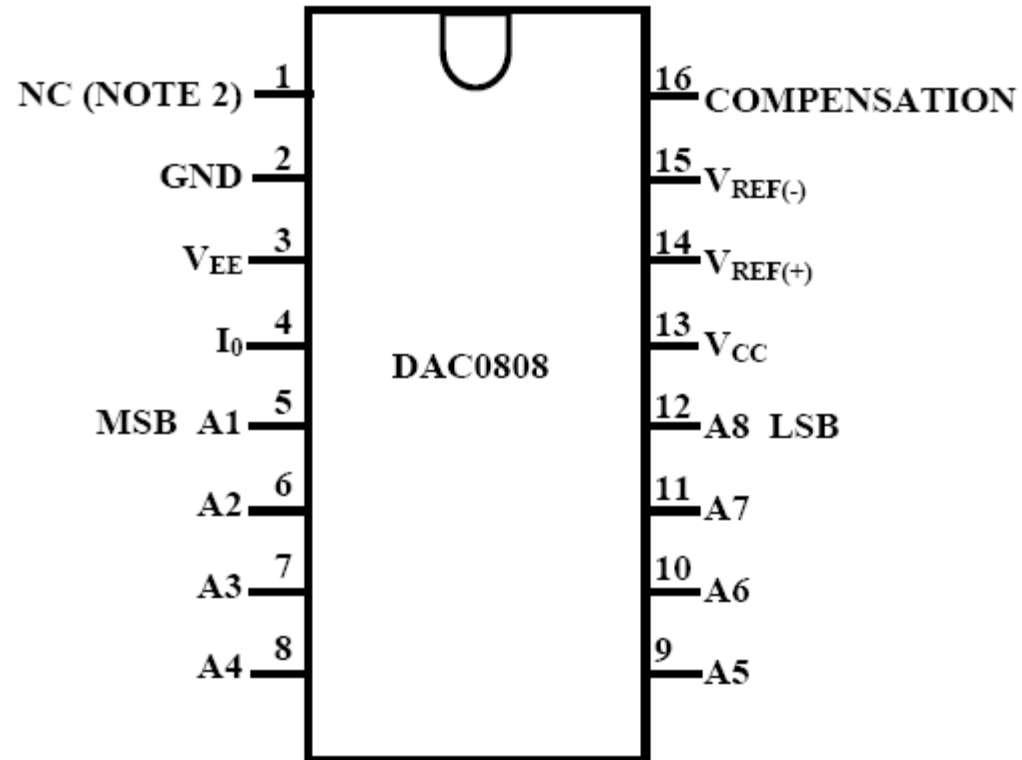 NC (NOTE 2) 1
GND 2
VEE 3
I0 4
MSB A1 5
A2 6
A3 7
A4 8
DAC0808
16 COMPENSATION
15 VREF(-)
14 VREF(+)
13 VCC
12 A8 LSB
11 A7
10 A6
9 A5